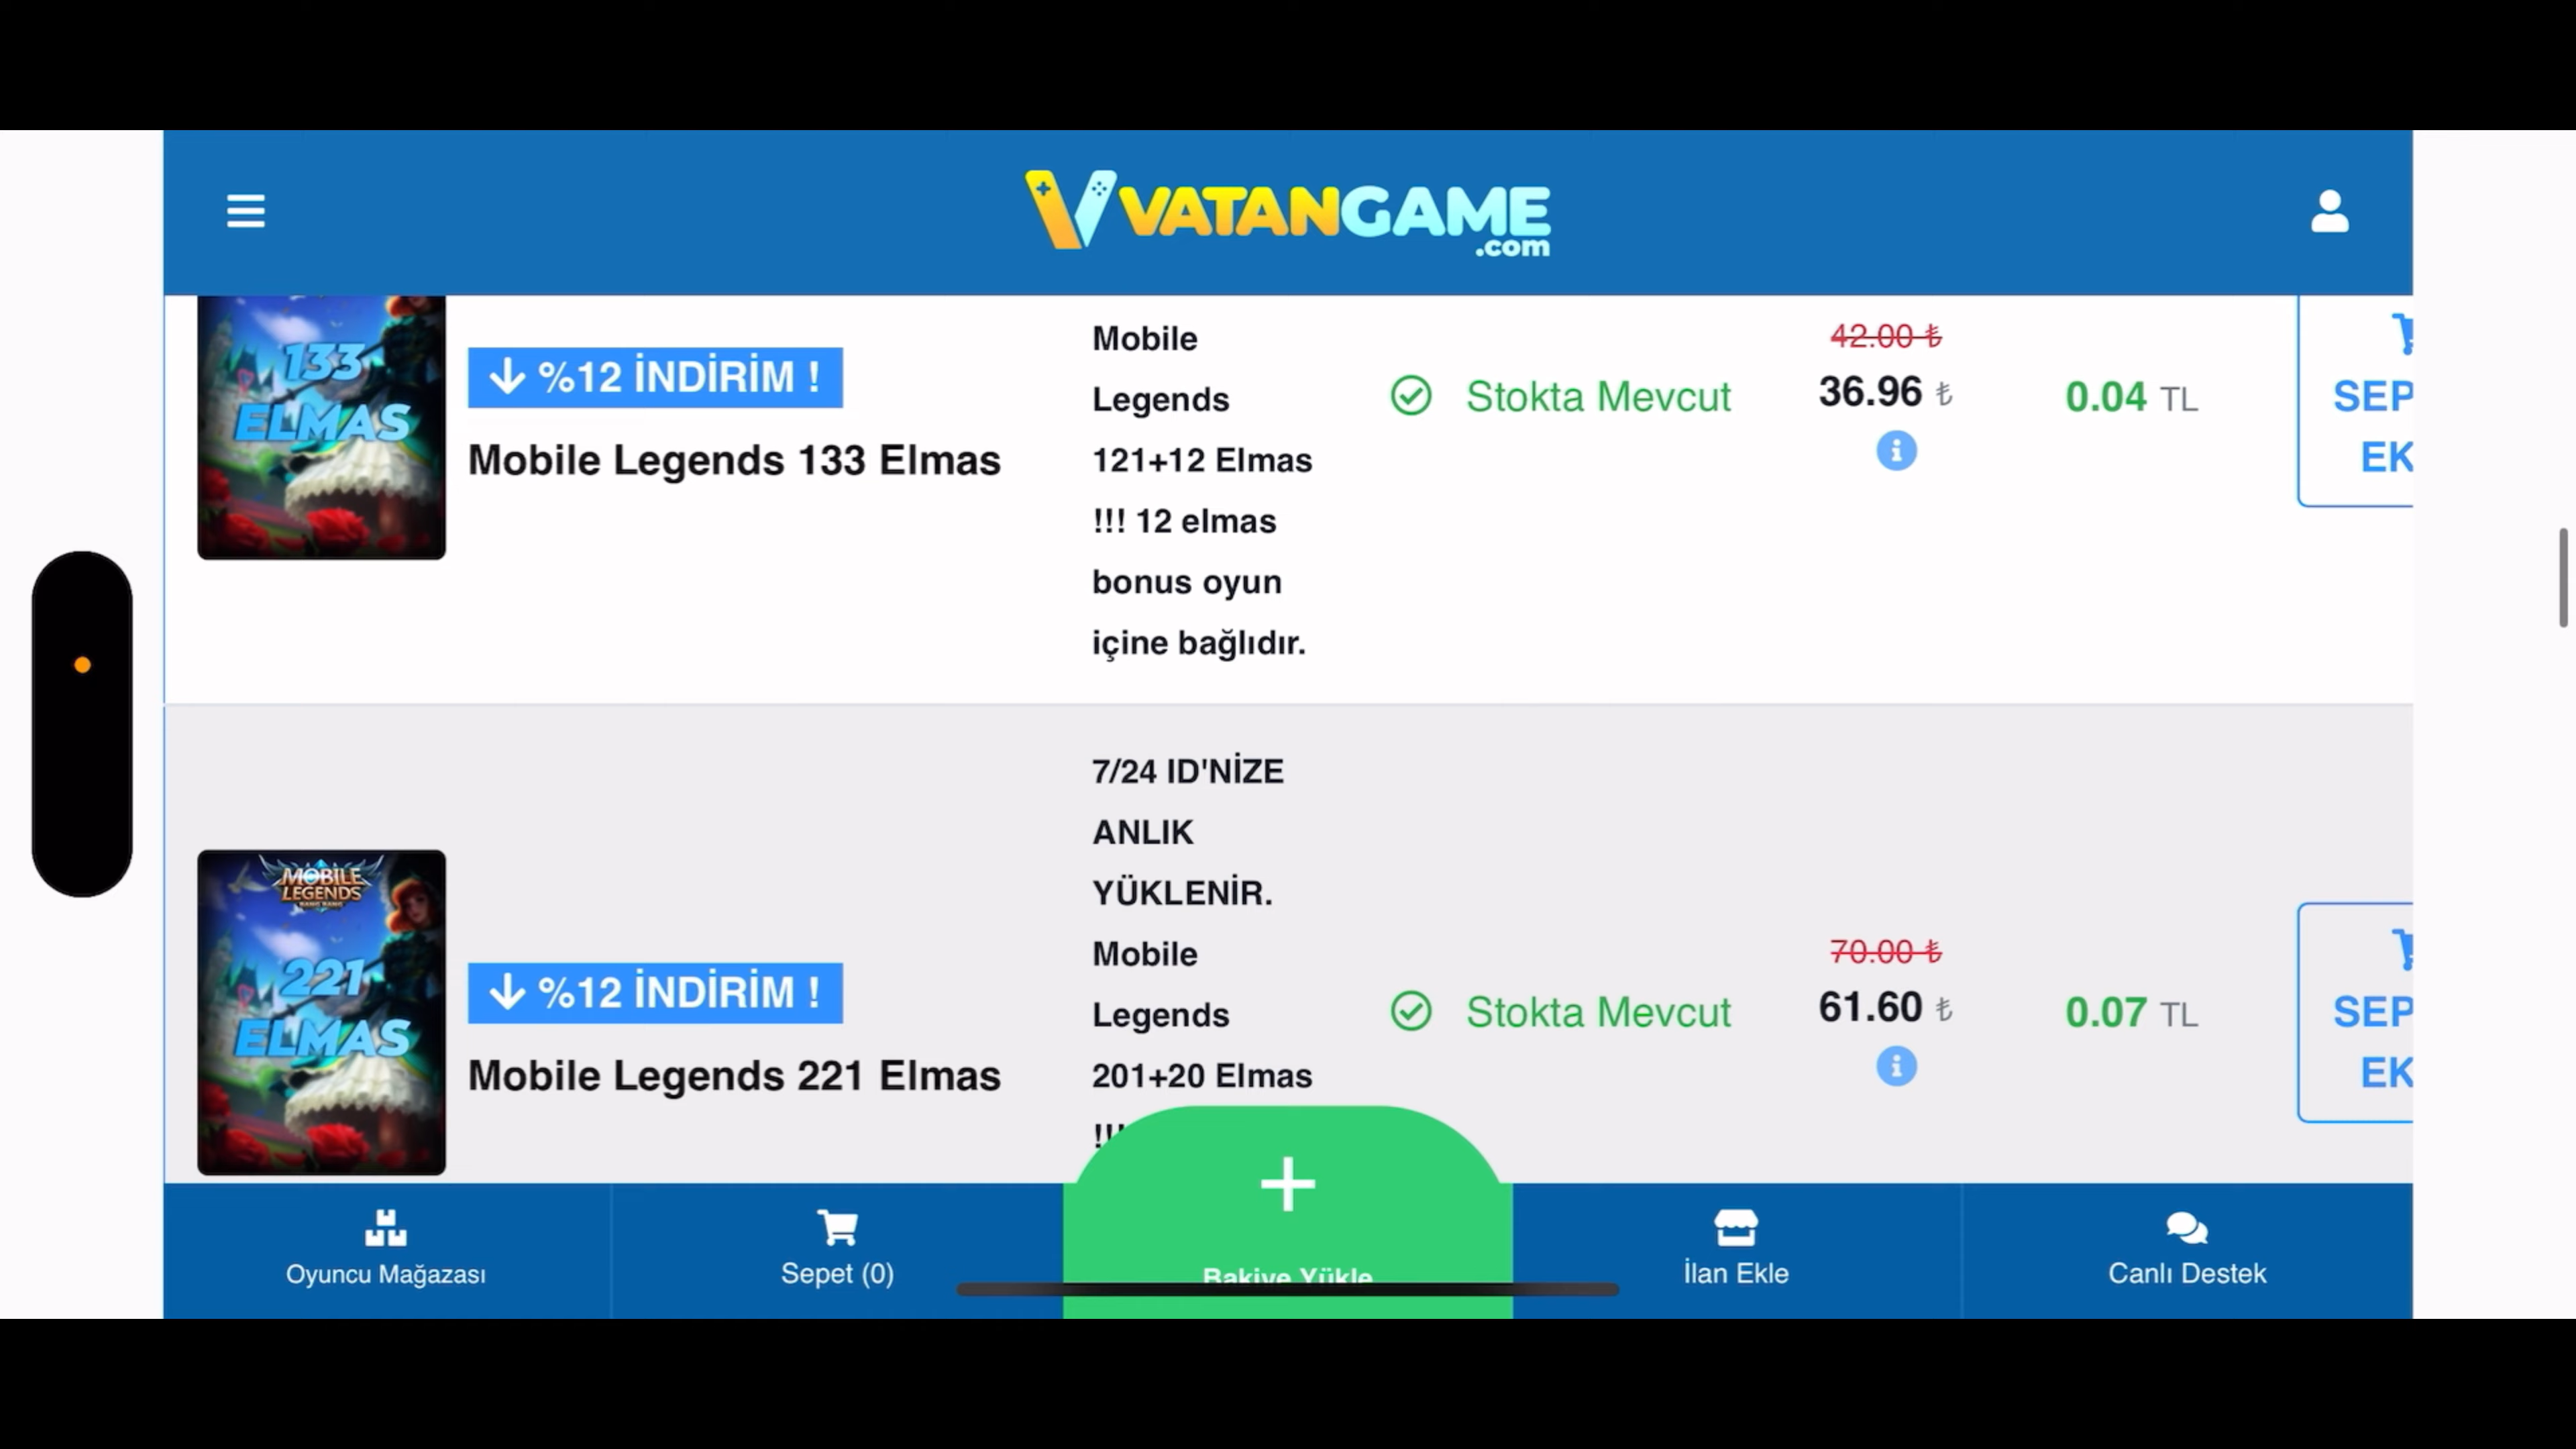 VATANGAME
.com
133
ELMAS
%12 İNDİRİM !
Mobile Legends 133 Elmas
Mobile
Legends
121+12 Elmas
!!! 12 elmas
bonus oyun
içine bağlıdır.
Stokta Mevcut
42.00 ₺
36.96 ₺
0.04 TL
SEP
EK
MOBILE
LEGENDS
BANG BANG
221
ELMAS
%12 İNDİRİM !
Mobile Legends 221 Elmas
7/24 ID'NİZE
ANLIK
YÜKLENİR.
Mobile
Legends
201+20 Elmas
!!!
Stokta Mevcut
70.00 ₺
61.60 ₺
0.07 TL
SEP
EK
Oyuncu Mağazası
Sepet (0)
Bakiye Yükle
İlan Ekle
Canlı Destek